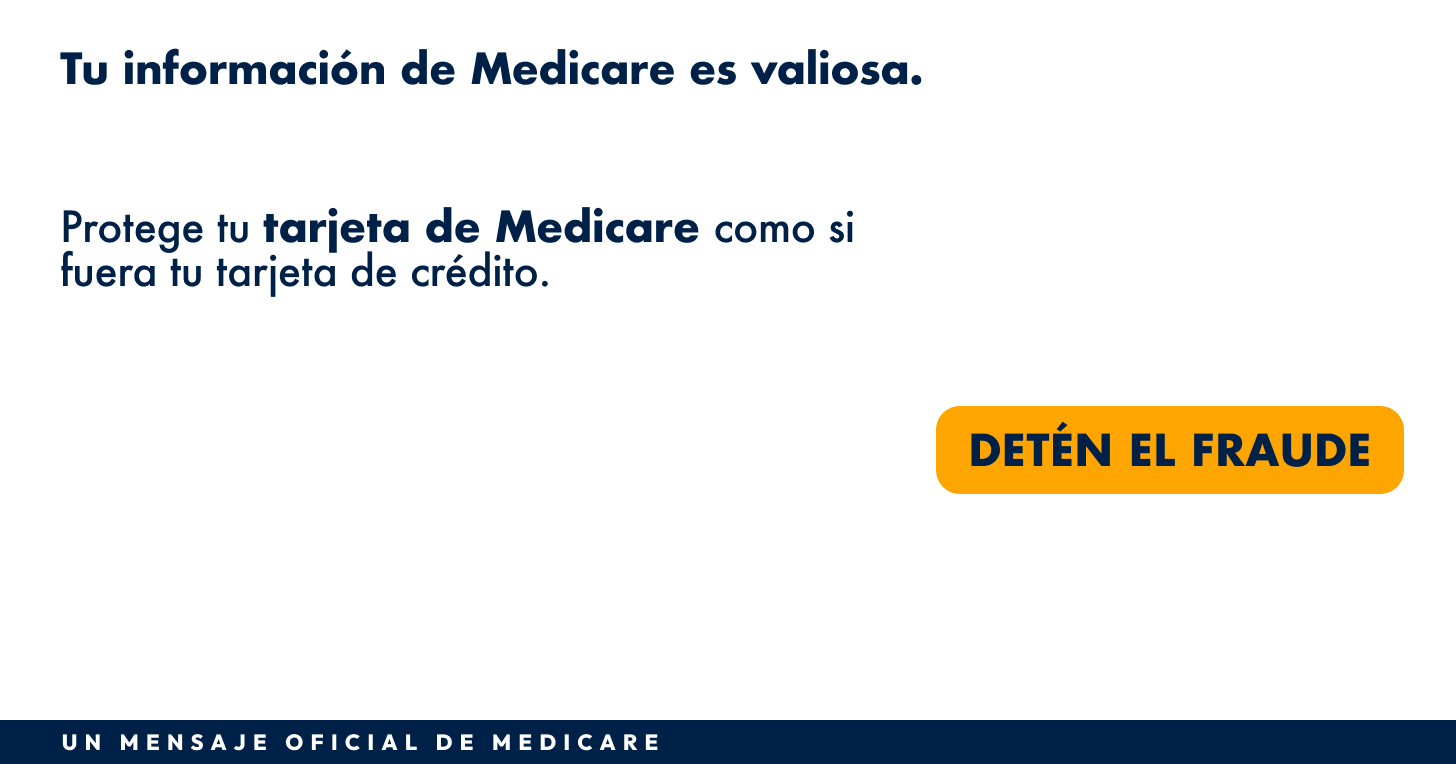 Tu información de Medicare es valiosa.
Protege tu tarjeta de Medicare como si
fuera tu tarjeta de crédito.
DETÉN EL FRAUDE
UN MENSAJE OFICIAL DE MEDICARE